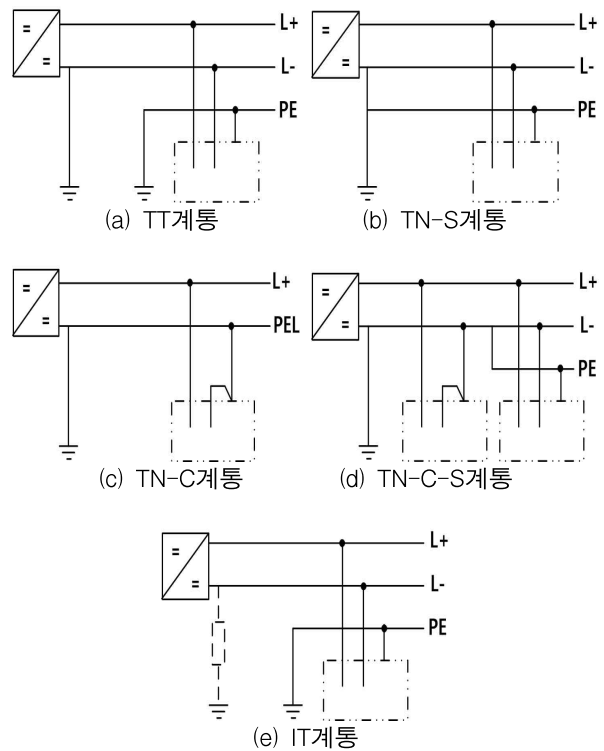 L+ L+
L- L-
PE PE
(a) TT계통 (b) TN-S계통
L+ L+
PEL L-
PE
(c) TN-C계통 (d) TN-C-S계통
L+
L-
PE
(e) IT계통